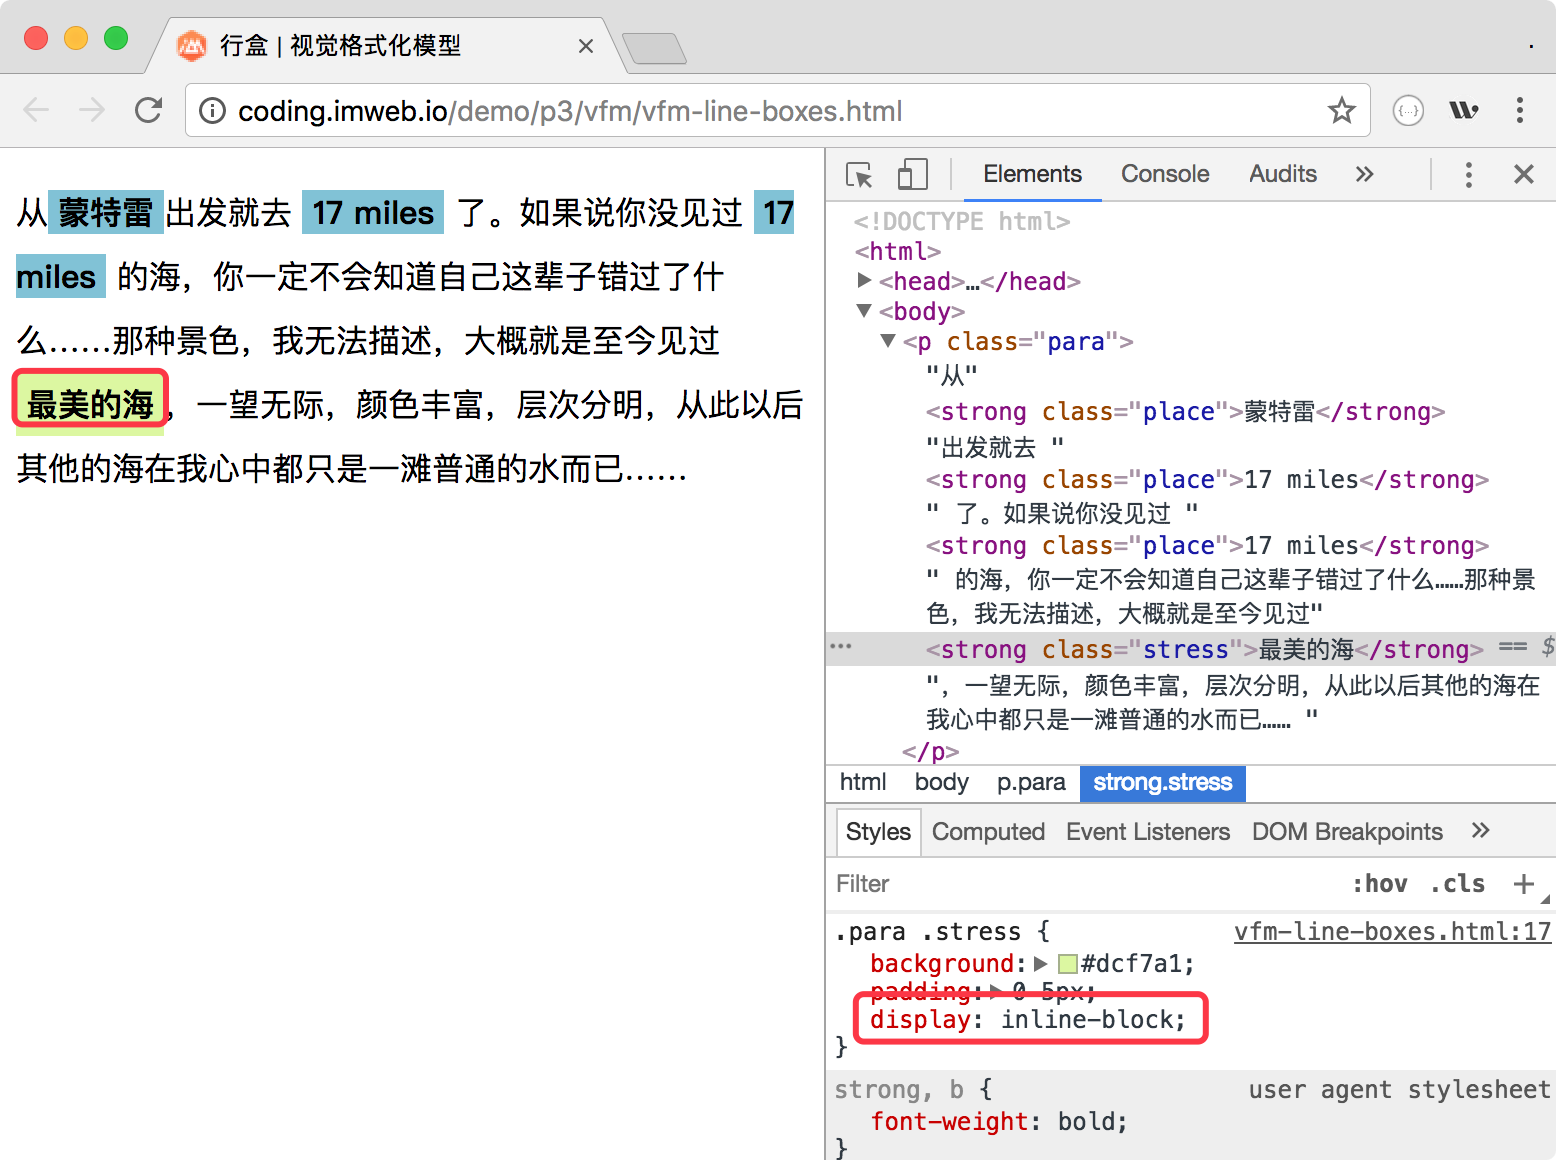 行盒 | 视觉格式化模型
coding.imweb.io/demo/p3/vfm/vfm-line-boxes.html
从 蒙特雷 出发就去 17 miles 了。如果说你没见过 17
miles 的海，你一定不会知道自己这辈子错过了什
么……那种景色，我无法描述，大概就是至今见过
最美的海，一望无际，颜色丰富，层次分明，从此以后
其他的海在我心中都只是一滩普通的水而已……
Elements Console Audits »
<!DOCTYPE html>
<html>
▶<head>…</head>
▼<body>
▼<p class="para">
"从"
<strong class="place">蒙特雷</strong>
"出发就去 "
<strong class="place">17 miles</strong>
" 了。如果说你没见过 "
<strong class="place">17 miles</strong>
" 的海，你一定不会知道自己这辈子错过了什么……那种景
色，我无法描述，大概就是至今见过"
<strong class="stress">最美的海</strong> == $
"，一望无际，颜色丰富，层次分明，从此以后其他的海在
我心中都只是一滩普通的水而已…… "
</p>
html body p.para strong.stress
Styles Computed Event Listeners DOM Breakpoints »
Filter :hov .cls +
.para .stress { vfm-line-boxes.html:17
background:▶#dcf7a1;
padding:▶0 5px;
display: inline-block;
}
strong, b { user agent stylesheet
font-weight: bold;
}